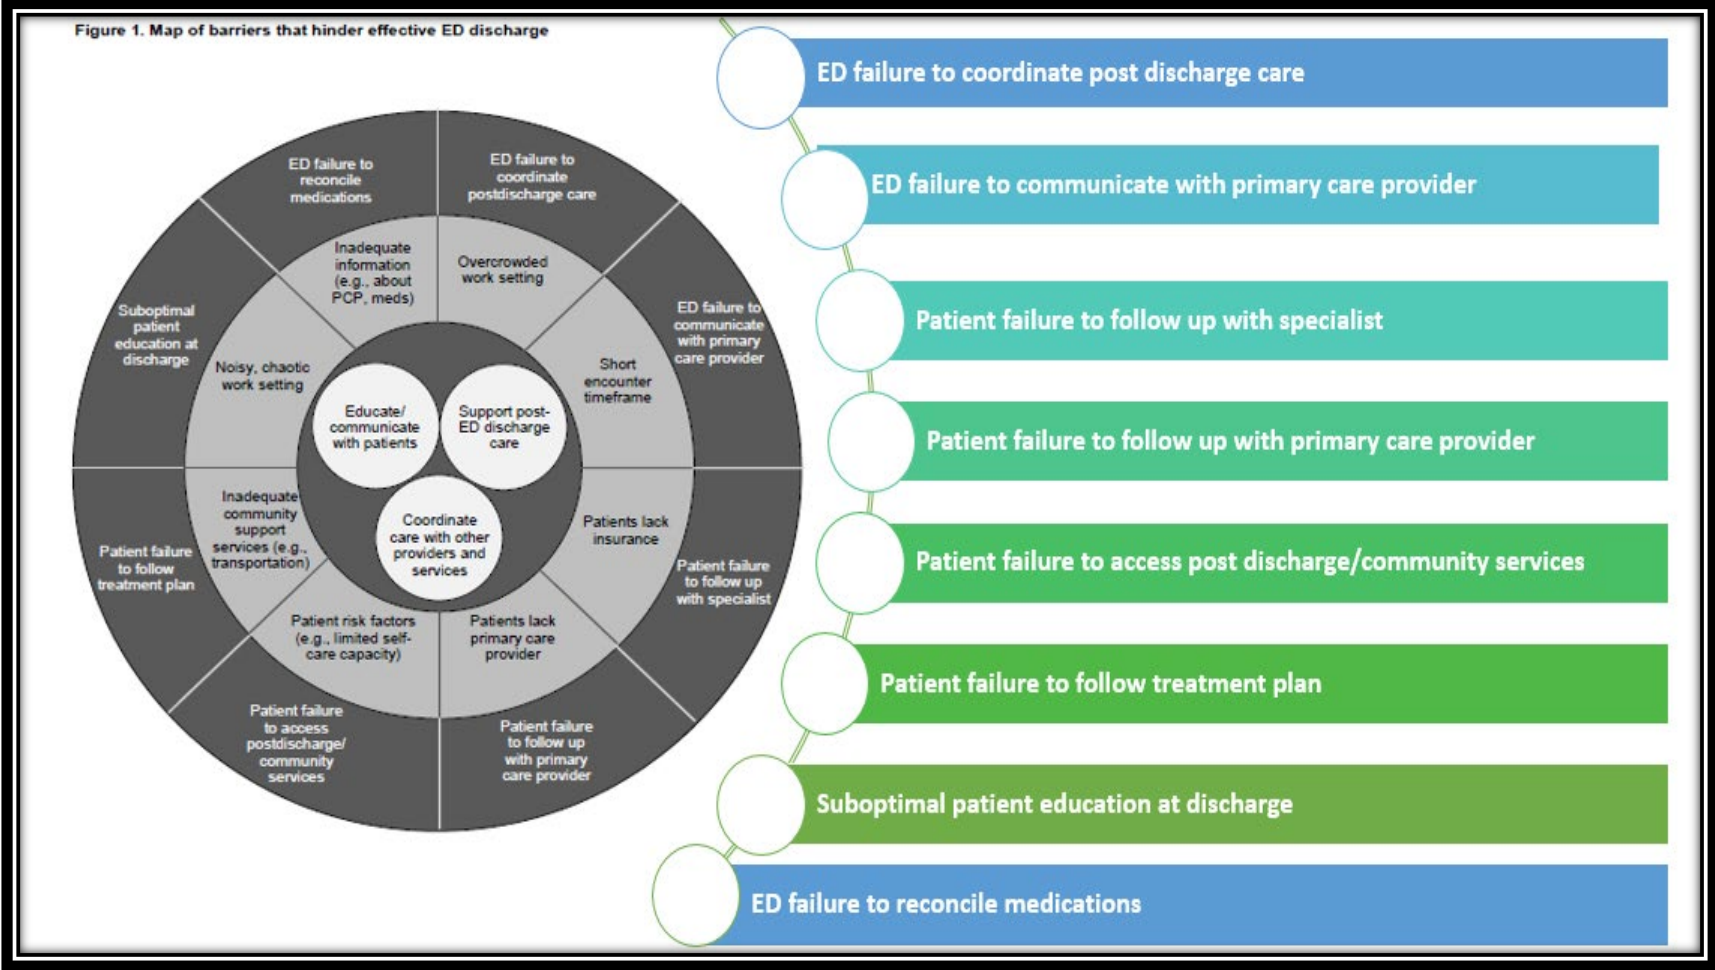 Figure 1. Map of barriers that hinder effective ED discharge
ED failure to
reconcile
medications
ED failure to
coordinate
postdischarge care
ED failure to
communicate
with primary
care provider
Patient failure
to follow up
with specialist
Patient failure
to follow up
with primary
care provider
Patient failure
to access
postdischarge/
community
services
Patient failure
to follow
treatment plan
Suboptimal
patient
education at
discharge
Inadequate
information
(e.g., about
PCP, meds)
Overcrowded
work setting
Short
encounter
timeframe
Patients lack
insurance
Patients lack
primary care
provider
Patient risk factors
(e.g., limited self-
care capacity)
Inadequate
community
support
services (e.g.,
transportation)
Noisy, chaotic
work setting
Educate/
communicate
with patients
Support post-
ED discharge
care
Coordinate
care with other
providers and
services
ED failure to coordinate post discharge care
ED failure to communicate with primary care provider
Patient failure to follow up with specialist
Patient failure to follow up with primary care provider
Patient failure to access post discharge/community services
Patient failure to follow treatment plan
Suboptimal patient education at discharge
ED failure to reconcile medications